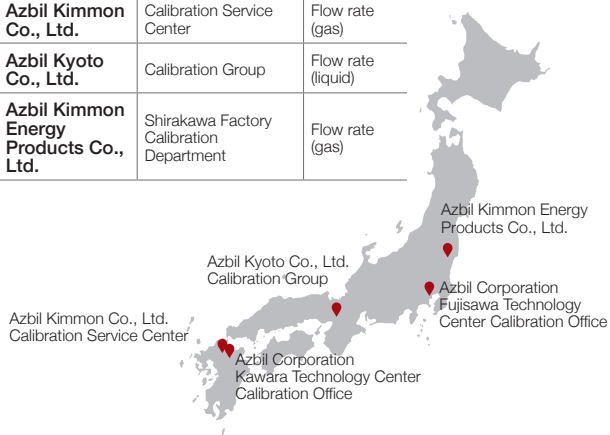 Azbil Kimmon
Co., Ltd.
Calibration Service
Center
Flow rate
(gas)
Azbil Kyoto
Co., Ltd.
Calibration Group
Flow rate
(liquid)
Azbil Kimmon
Energy
Products Co.,
Ltd.
Shirakawa Factory
Calibration
Department
Flow rate
(gas)
Azbil Kimmon Energy
Products Co., Ltd.
Azbil Kyoto Co., Ltd.
Calibration Group
Azbil Corporation
Fujisawa Technology
Center Calibration Office
Azbil Kimmon Co., Ltd.
Calibration Service Center
Azbil Corporation
Kawara Technology Center
Calibration Office